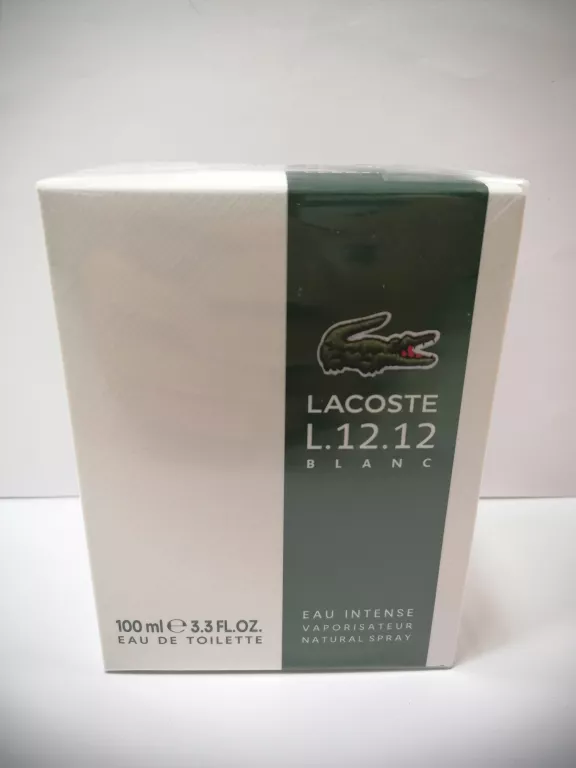 LACOSTE
L.12.12
BLANC
100 ml ℮ 3.3 FL.OZ.
EAU DE TOILETTE
EAU INTENSE
VAPORISATEUR
NATURAL SPRAY